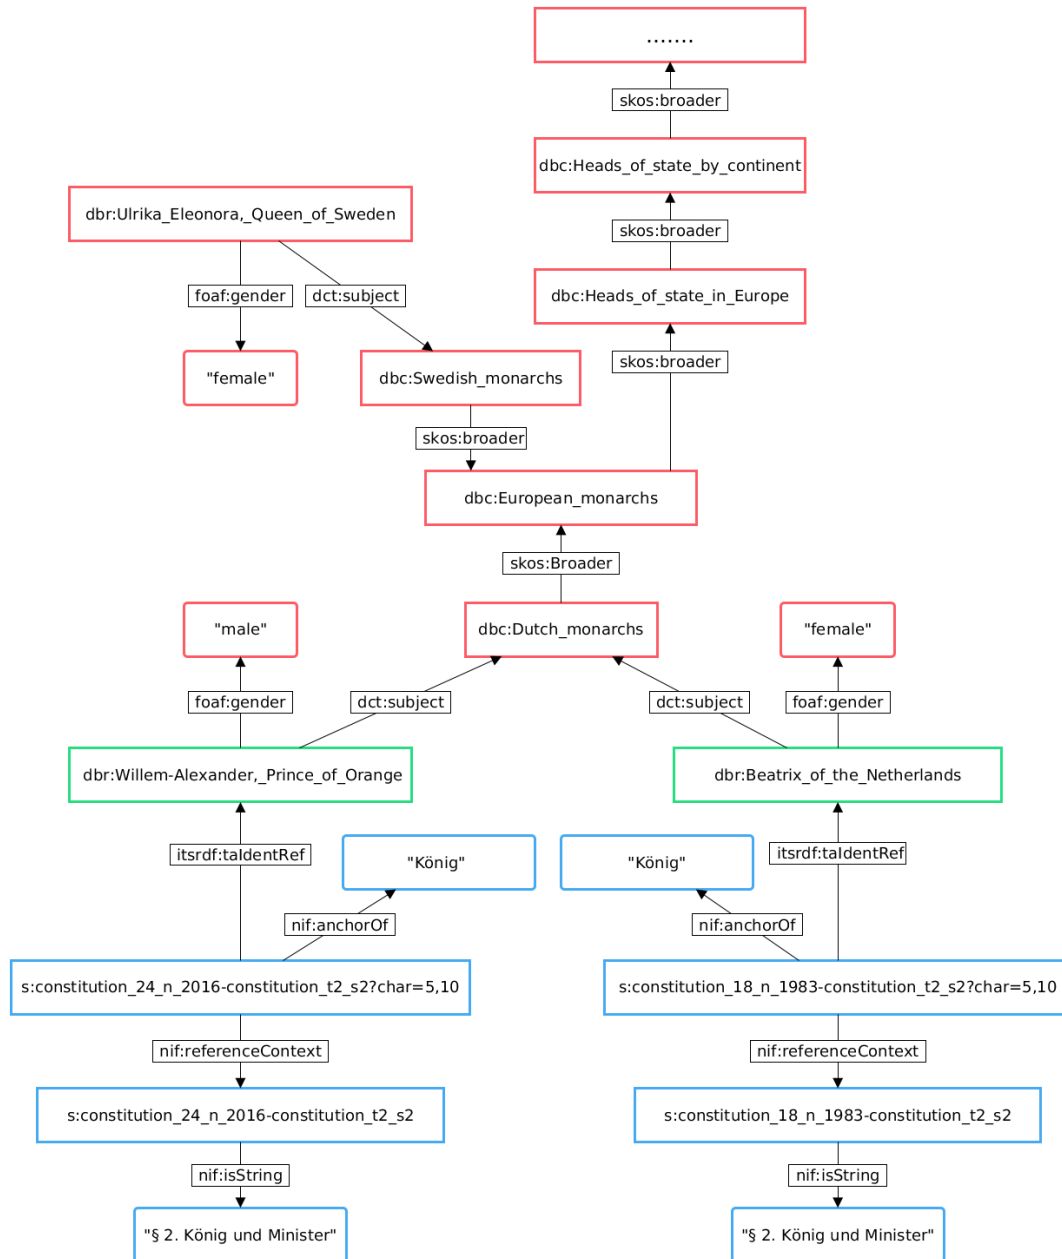 .......
skos:broader
dbc:Heads_of_state_by_continent
dbr:Ulrika_Eleonora,_Queen_of_Sweden
skos:broader
foaf:gender
dct:subject
dbc:Heads_of_state_in_Europe
"female"
dbc:Swedish_monarchs
skos:broader
skos:broader
dbc:European_monarchs
skos:Broader
"male"
dbc:Dutch_monarchs
"female"
foaf:gender
dct:subject
dct:subject
foaf:gender
dbr:Willem-Alexander,_Prince_of_Orange
dbr:Beatrix_of_the_Netherlands
itsrdf:taIdentRef
"König"
"König"
itsrdf:taIdentRef
nif:anchorOf
nif:anchorOf
s:constitution_24_n_2016-constitution_t2_s2?char=5,10
s:constitution_18_n_1983-constitution_t2_s2?char=5,10
nif:referenceContext
nif:referenceContext
s:constitution_24_n_2016-constitution_t2_s2
s:constitution_18_n_1983-constitution_t2_s2
nif:isString
nif:isString
"§ 2. König und Minister"
"§ 2. König und Minister"